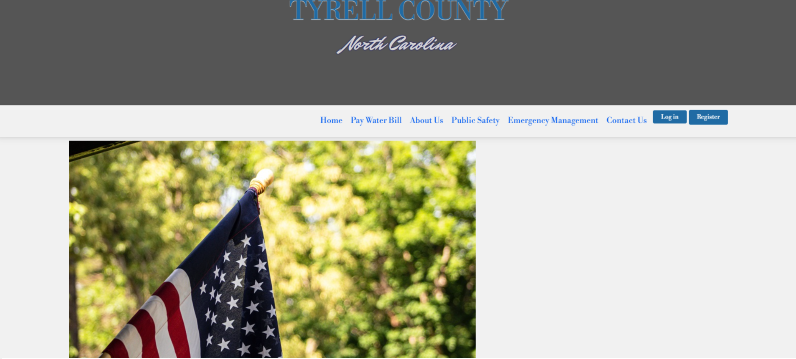 TYRELL COUNTY
North Carolina
Home Pay Water Bill About Us Public Safety Emergency Management Contact Us Log in Register